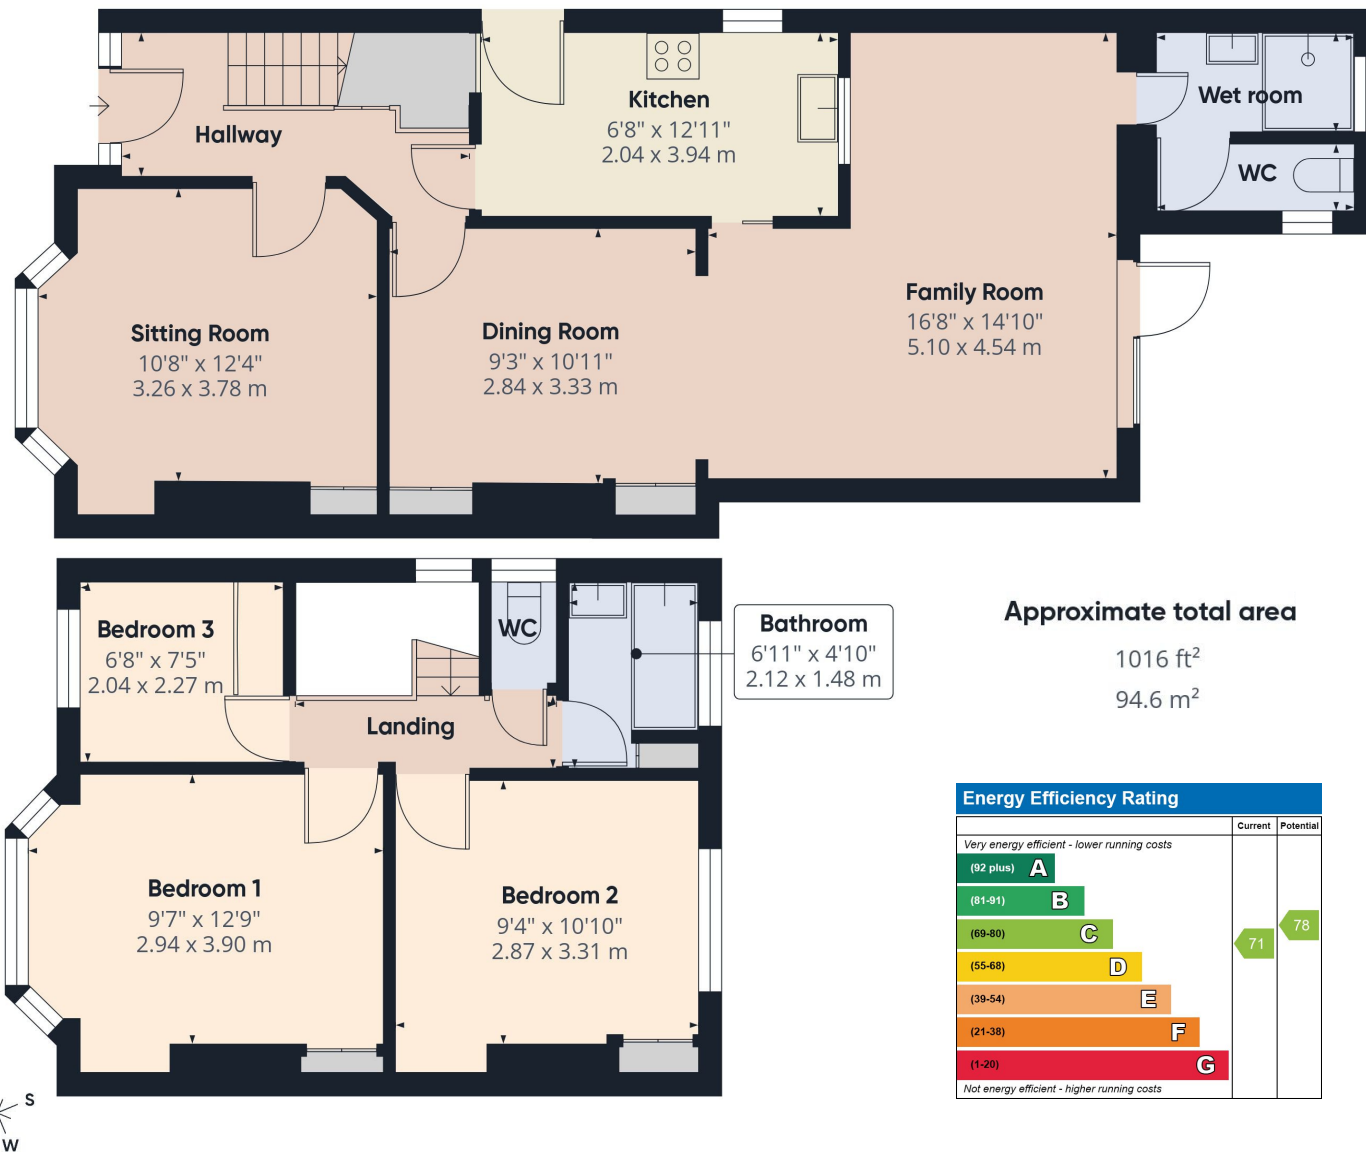 Hallway
Kitchen
6'8" x 12'11"
2.04 x 3.94 m
Wet room
WC
Sitting Room
10'8" x 12'4"
3.26 x 3.78 m
Dining Room
9'3" x 10'11"
2.84 x 3.33 m
Family Room
16'8" x 14'10"
5.10 x 4.54 m
Bedroom 3
6'8" x 7'5"
2.04 x 2.27 m
WC
Bathroom
6'11" x 4'10"
2.12 x 1.48 m
Landing
Bedroom 1
9'7" x 12'9"
2.94 x 3.90 m
Bedroom 2
9'4" x 10'10"
2.87 x 3.31 m
S
W
Approximate total area
1016 ft²
94.6 m²
Energy Efficiency Rating
Current Potential
Very energy efficient - lower running costs
(92 plus) A
(81-91) B
(69-80) C
(55-68) D
(39-54) E
(21-38) F
(1-20) G
71
78
Not energy efficient - higher running costs